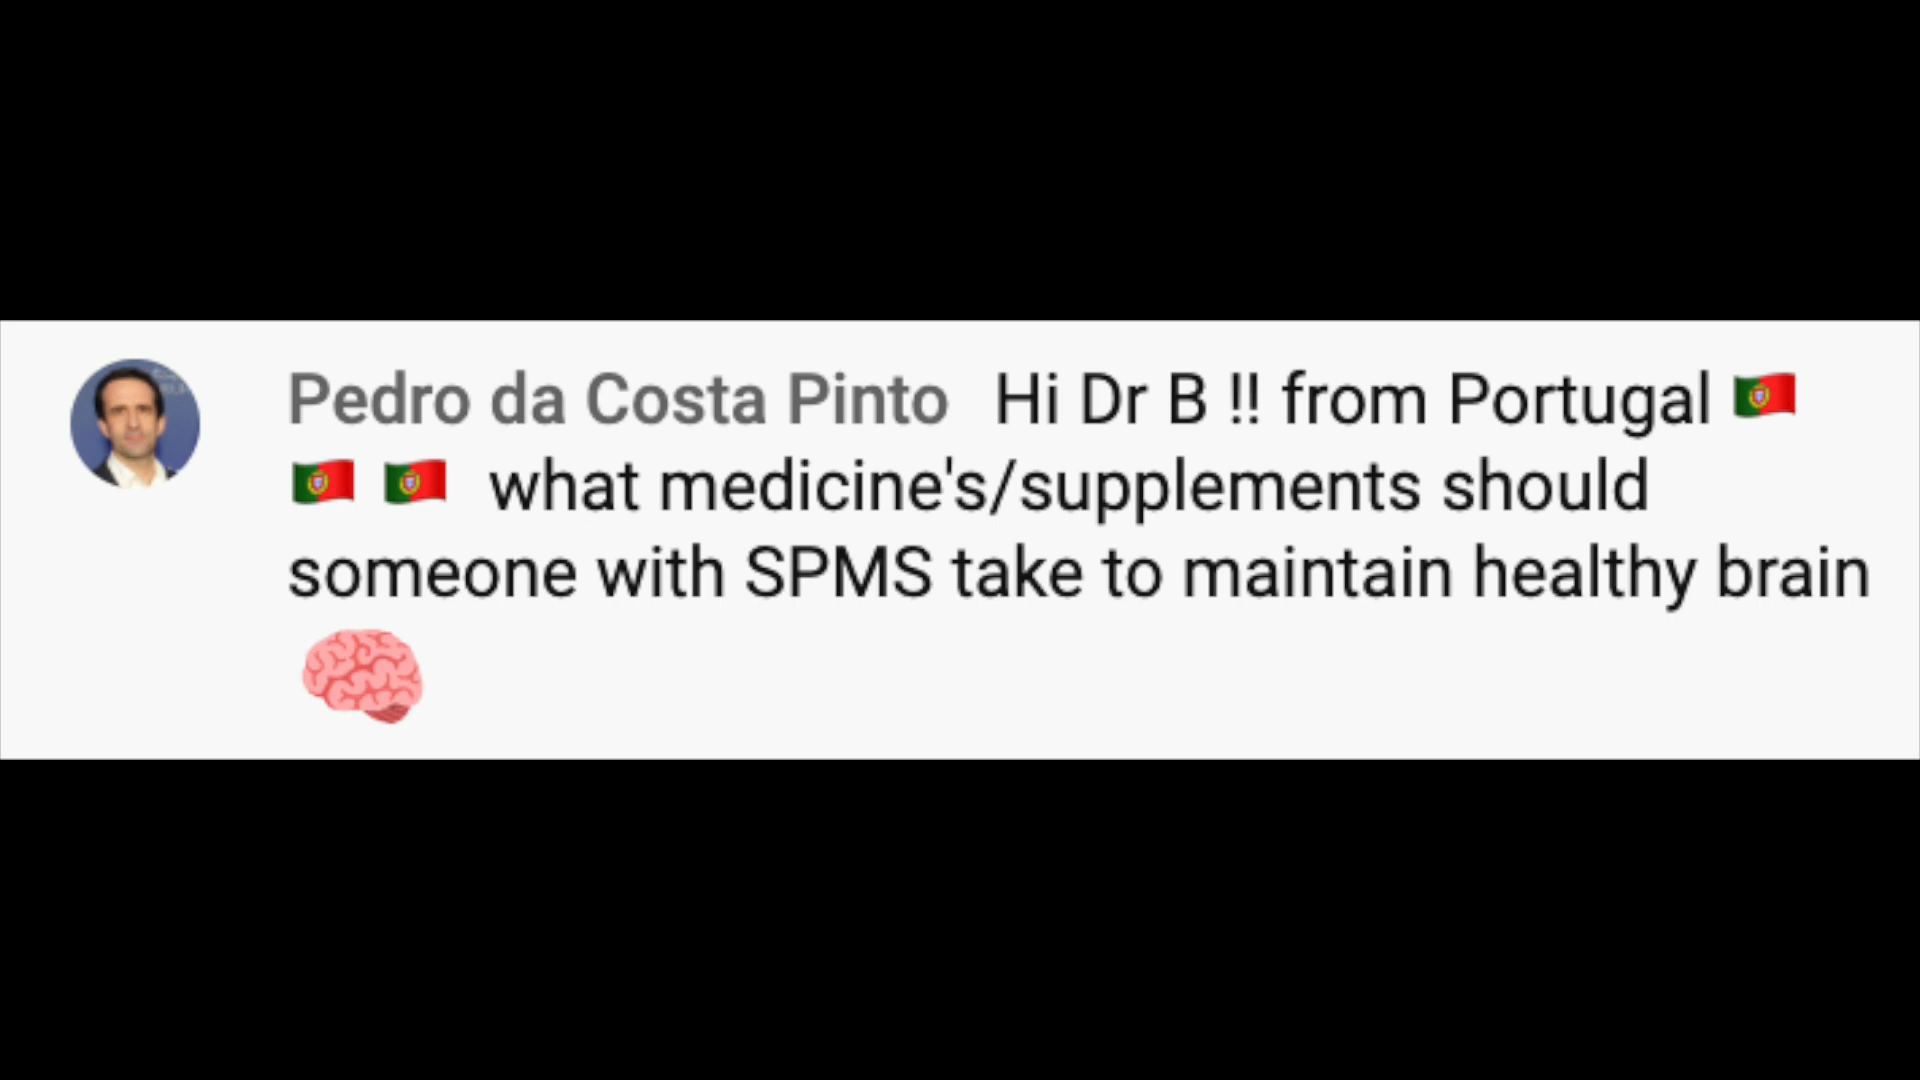 Pedro da Costa Pinto Hi Dr B !! from Portugal 🇵🇹
🇵🇹 🇵🇹 what medicine's/supplements should
someone with SPMS take to maintain healthy brain
🧠